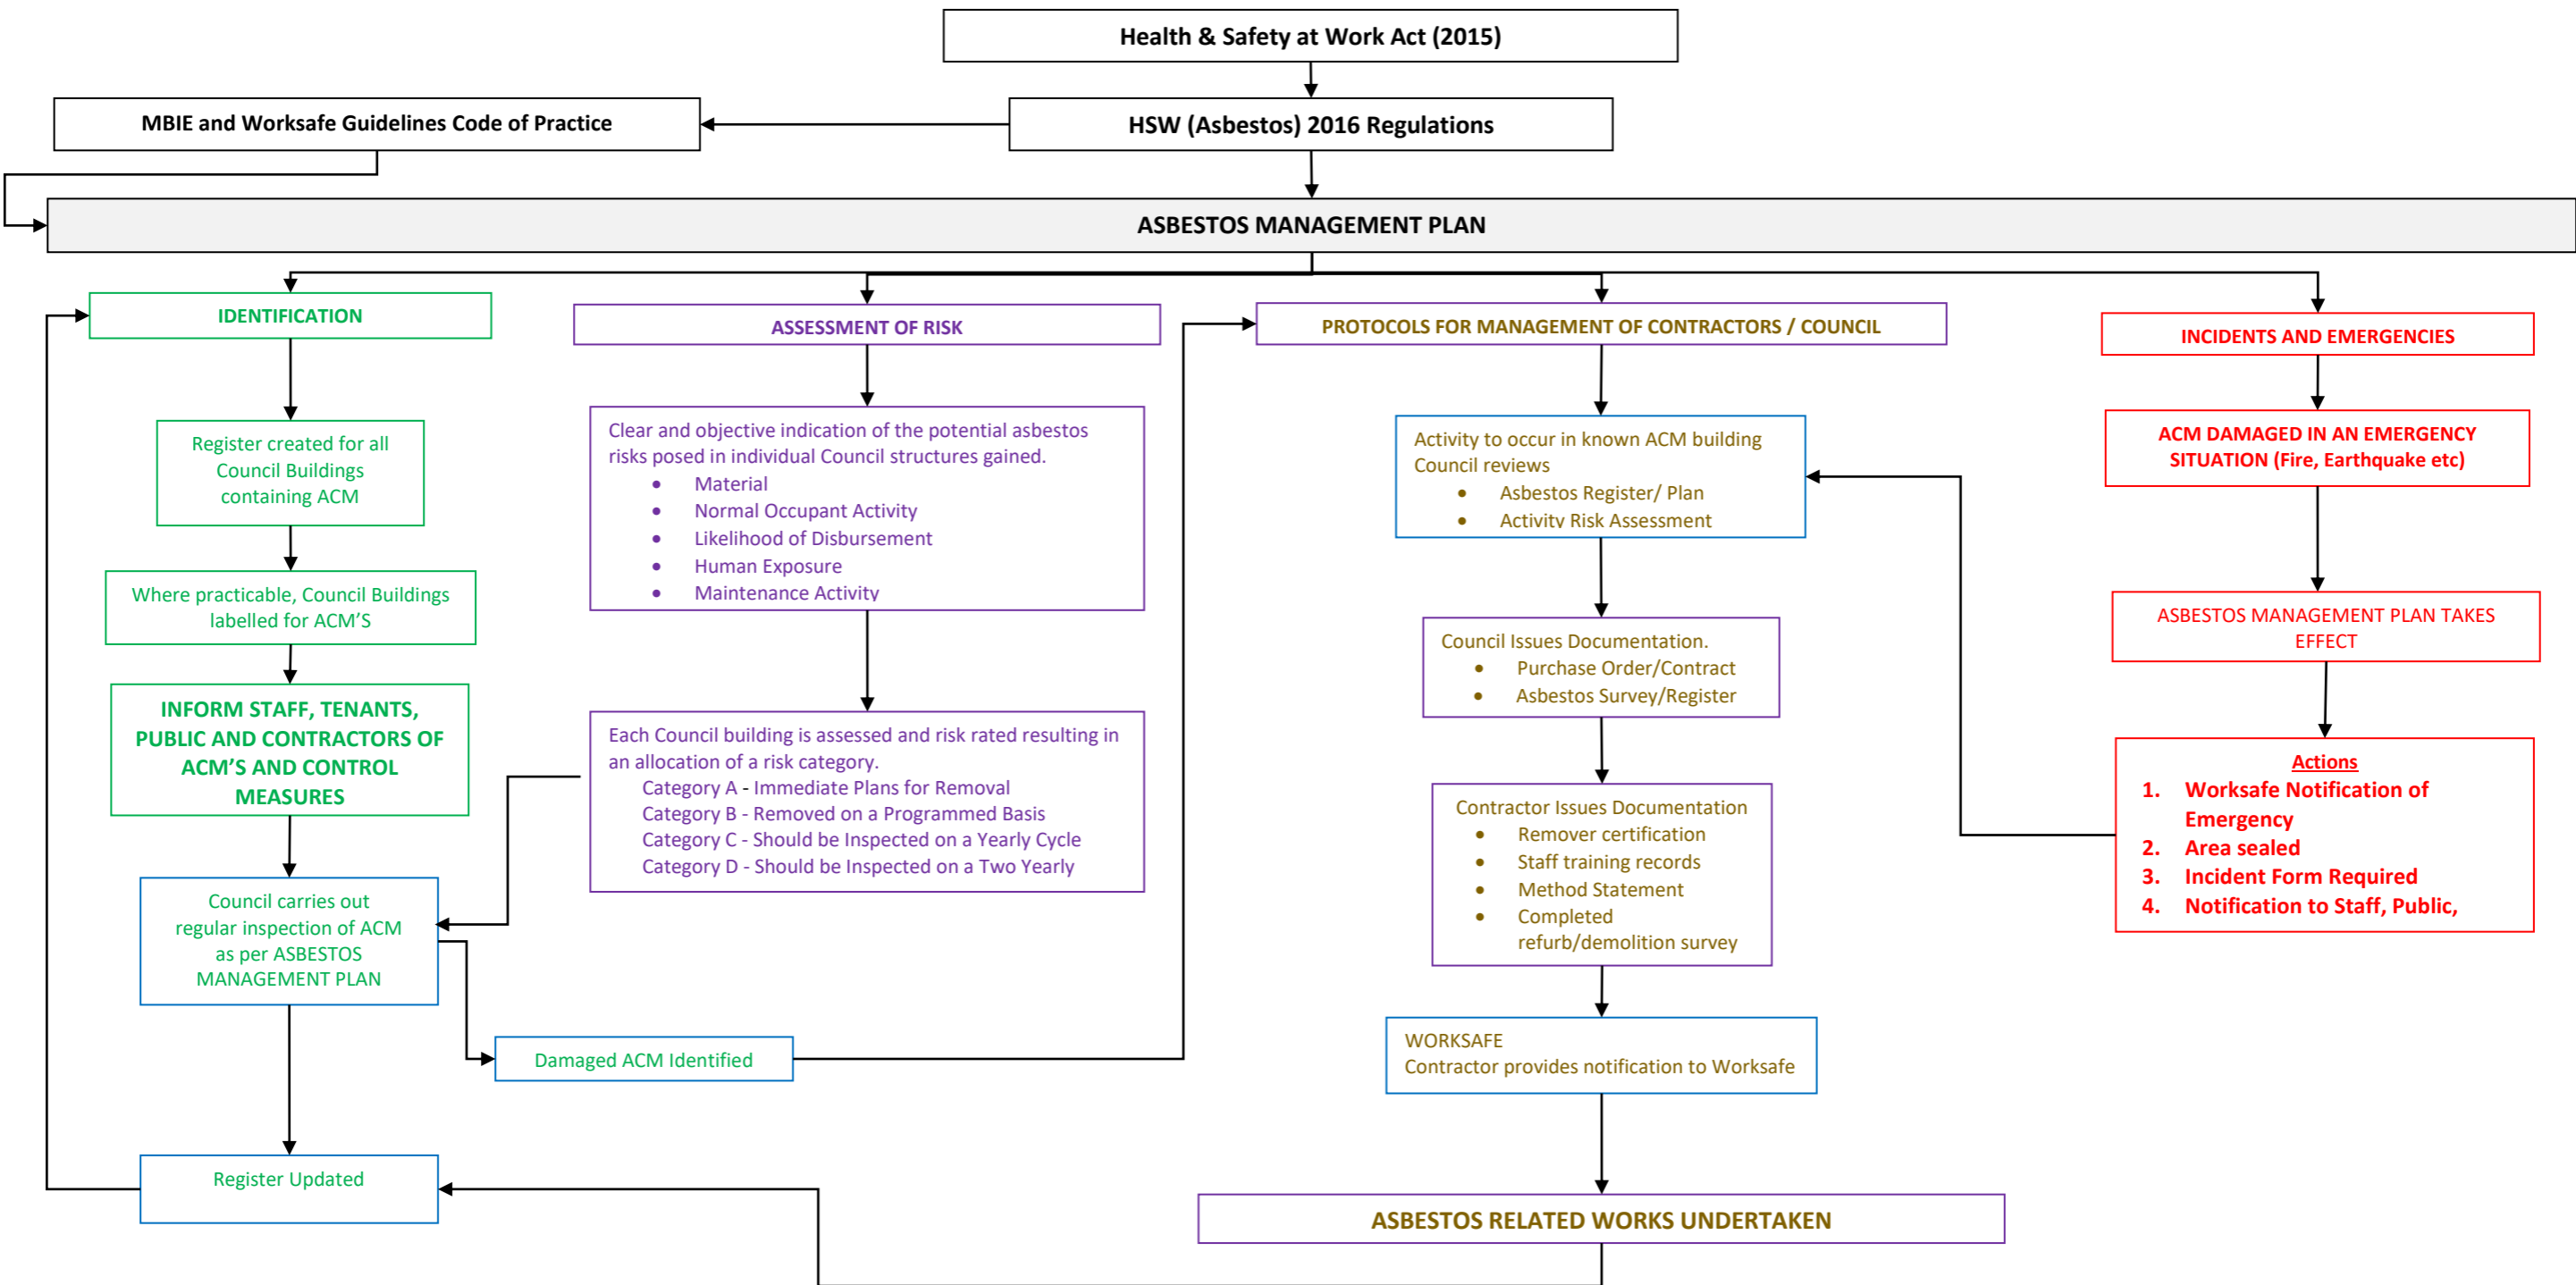 Health & Safety at Work Act (2015)
MBIE and Worksafe Guidelines Code of Practice
HSW (Asbestos) 2016 Regulations
ASBESTOS MANAGEMENT PLAN
IDENTIFICATION
Register created for all
Council Buildings
containing ACM
Where practicable, Council Buildings
labelled for ACM’S
INFORM STAFF, TENANTS,
PUBLIC AND CONTRACTORS OF
ACM’S AND CONTROL
MEASURES
Council carries out
regular inspection of ACM
as per ASBESTOS
MANAGEMENT PLAN
Damaged ACM Identified
Register Updated
ASSESSMENT OF RISK
Clear and objective indication of the potential asbestos
risks posed in individual Council structures gained.
• Material
• Normal Occupant Activity
• Likelihood of Disbursement
• Human Exposure
• Maintenance Activity
Each Council building is assessed and risk rated resulting in
an allocation of a risk category.
Category A - Immediate Plans for Removal
Category B - Removed on a Programmed Basis
Category C - Should be Inspected on a Yearly Cycle
Category D - Should be Inspected on a Two Yearly
PROTOCOLS FOR MANAGEMENT OF CONTRACTORS / COUNCIL
Activity to occur in known ACM building
Council reviews
• Asbestos Register/ Plan
• Activity Risk Assessment
Council Issues Documentation.
• Purchase Order/Contract
• Asbestos Survey/Register
Contractor Issues Documentation
• Remover certification
• Staff training records
• Method Statement
• Completed
refurb/demolition survey
WORKSAFE
Contractor provides notification to Worksafe
ASBESTOS RELATED WORKS UNDERTAKEN
INCIDENTS AND EMERGENCIES
ACM DAMAGED IN AN EMERGENCY
SITUATION (Fire, Earthquake etc)
ASBESTOS MANAGEMENT PLAN TAKES
EFFECT
Actions
1. Worksafe Notification of
Emergency
2. Area sealed
3. Incident Form Required
4. Notification to Staff, Public,